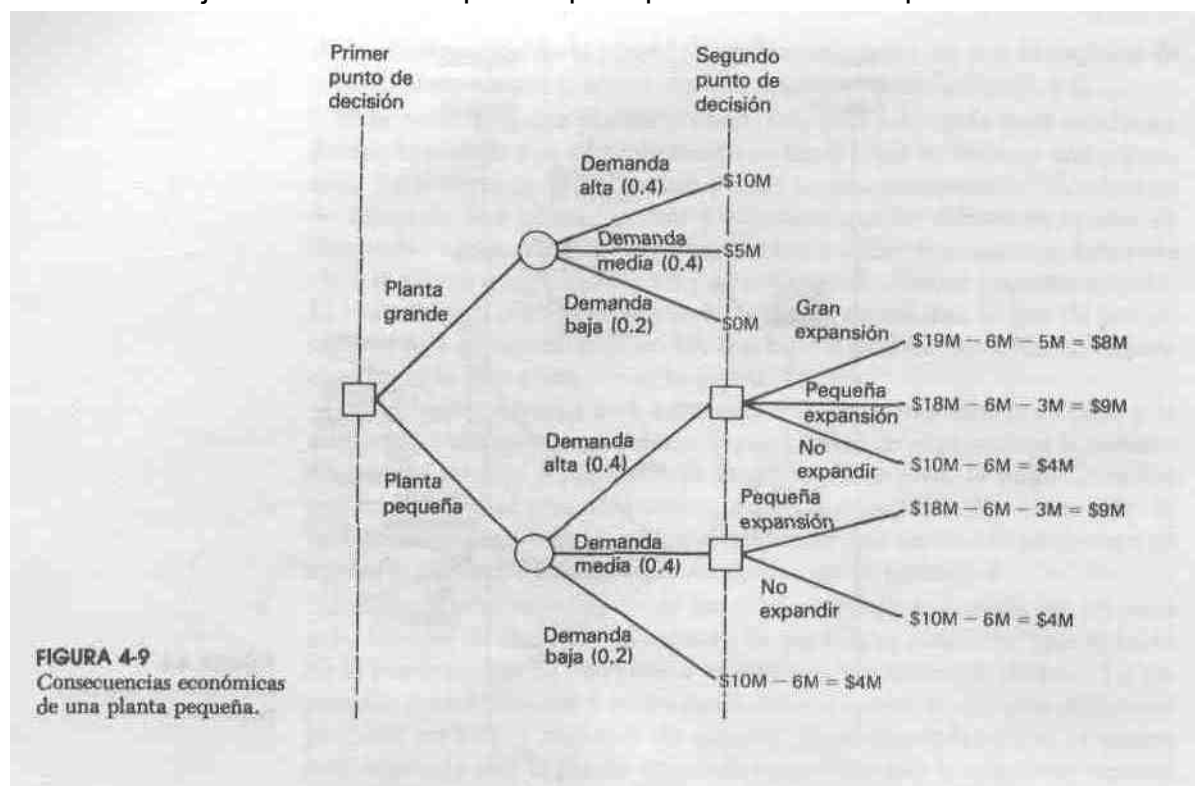 Primer
punto de
decisión
Segundo
punto de
decisión
Demanda
alta (0.4)
$10M
Demanda
media (0.4)
$5M
Demanda
baja (0.2)
$0M
Planta
grande
Gran
expansión
$19M – 6M – 5M = $8M
Pequeña
expansión
$18M – 6M – 3M = $9M
No
expandir
$10M – 6M = $4M
Demanda
alta (0.4)
Planta
pequeña
Pequeña
expansión
$18M – 6M – 3M = $9M
Demanda
media (0.4)
No
expandir
$10M – 6M = $4M
Demanda
baja (0.2)
$10M – 6M = $4M
FIGURA 4-9
Consecuencias económicas
de una planta pequeña.